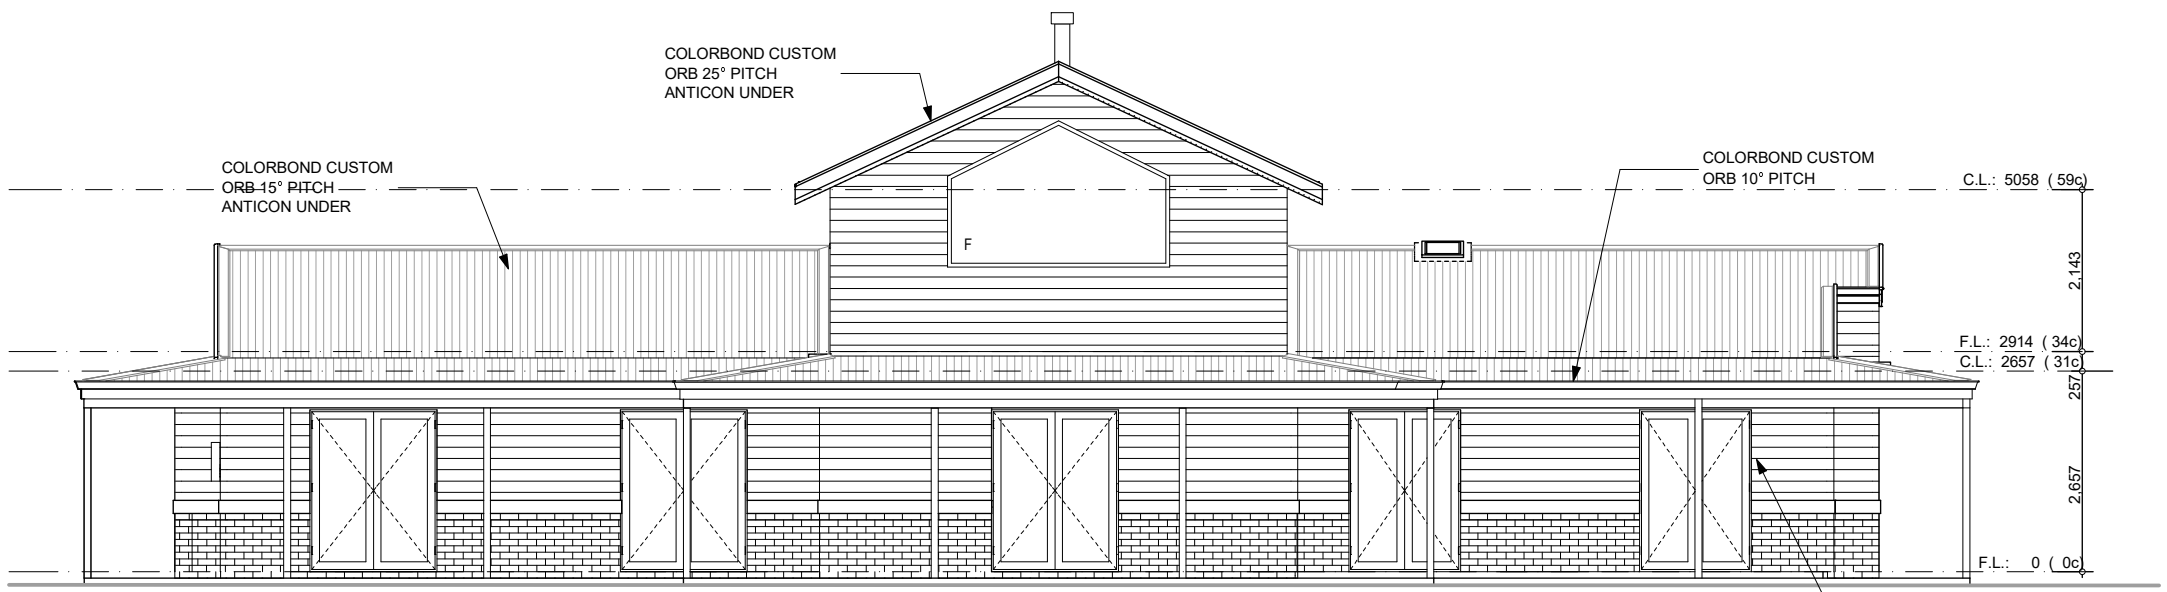 COLORBOND CUSTOM
ORB 25° PITCH
ANTICON UNDER
COLORBOND CUSTOM
ORB 15° PITCH
ANTICON UNDER
COLORBOND CUSTOM
ORB 10° PITCH
C.L.: 5058 ( 59c)
F
2,143
F.L.: 2914 ( 34c)
C.L.: 2657 ( 31c)
257
2,657
F.L.: 0 ( 0c)